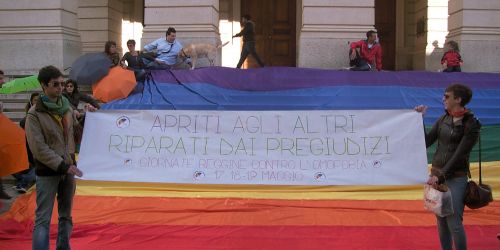 APRITI AGLI ALTRI
RIPARATI DAI PREGIUDIZI
GIORNATE REGGINE CONTRO L'OMOFOBIA
17-18-19 MAGGIO